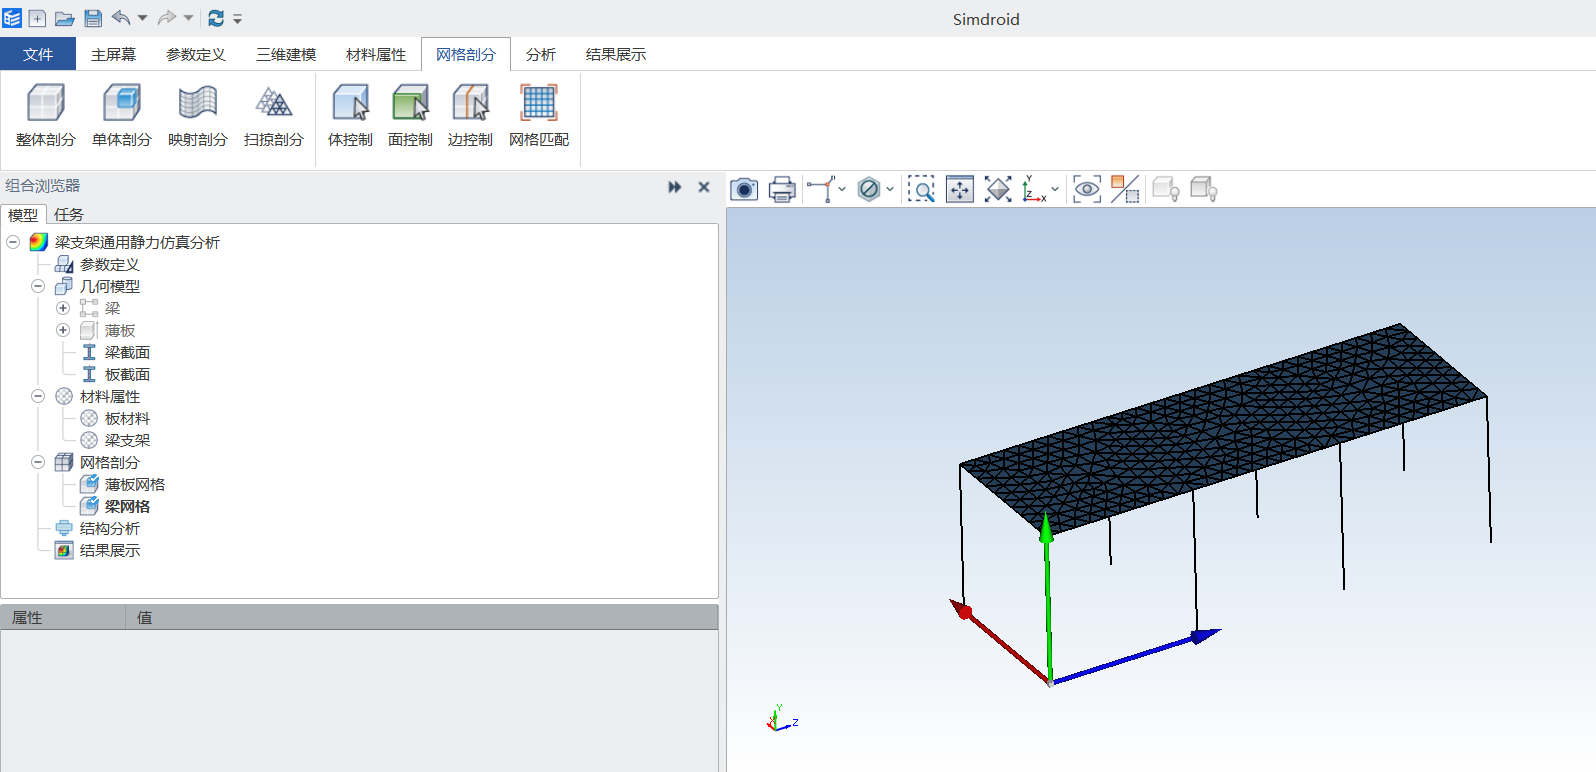 Simdroid
文件 主屏幕 参数定义 三维建模 材料属性 网格剖分 分析 结果展示
整体剖分 单体剖分 映射剖分 扫掠剖分 体控制 面控制 边控制 网格匹配
组合浏览器
模型 任务
梁支架通用静力仿真分析
参数定义
几何模型
梁
薄板
梁截面
板截面
材料属性
板材料
梁支架
网格剖分
薄板网格
梁网格
结构分析
结果展示
属性 值
Y
Z
X
Y
X
Z